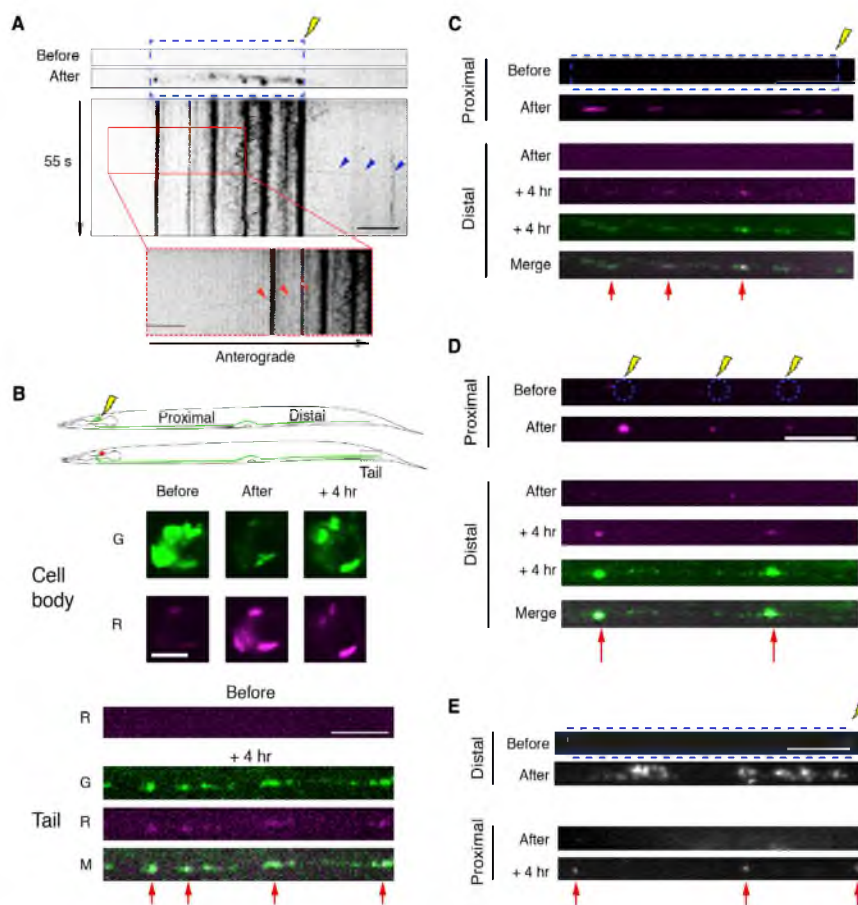 A
Before
After
55 s
Anterograde
B
Proximal
Distal
Tail
Before After + 4 hr
G
Cell
body
R
Before
R
+ 4 hr
G
Tail
R
M
C
Proximal
Before
After
Distal
After
+ 4 hr
+ 4 hr
Merge
D
Proximal
Before
After
Distal
After
+ 4 hr
+ 4 hr
Merge
E
Distal
Before
After
Proximal
After
+ 4 hr